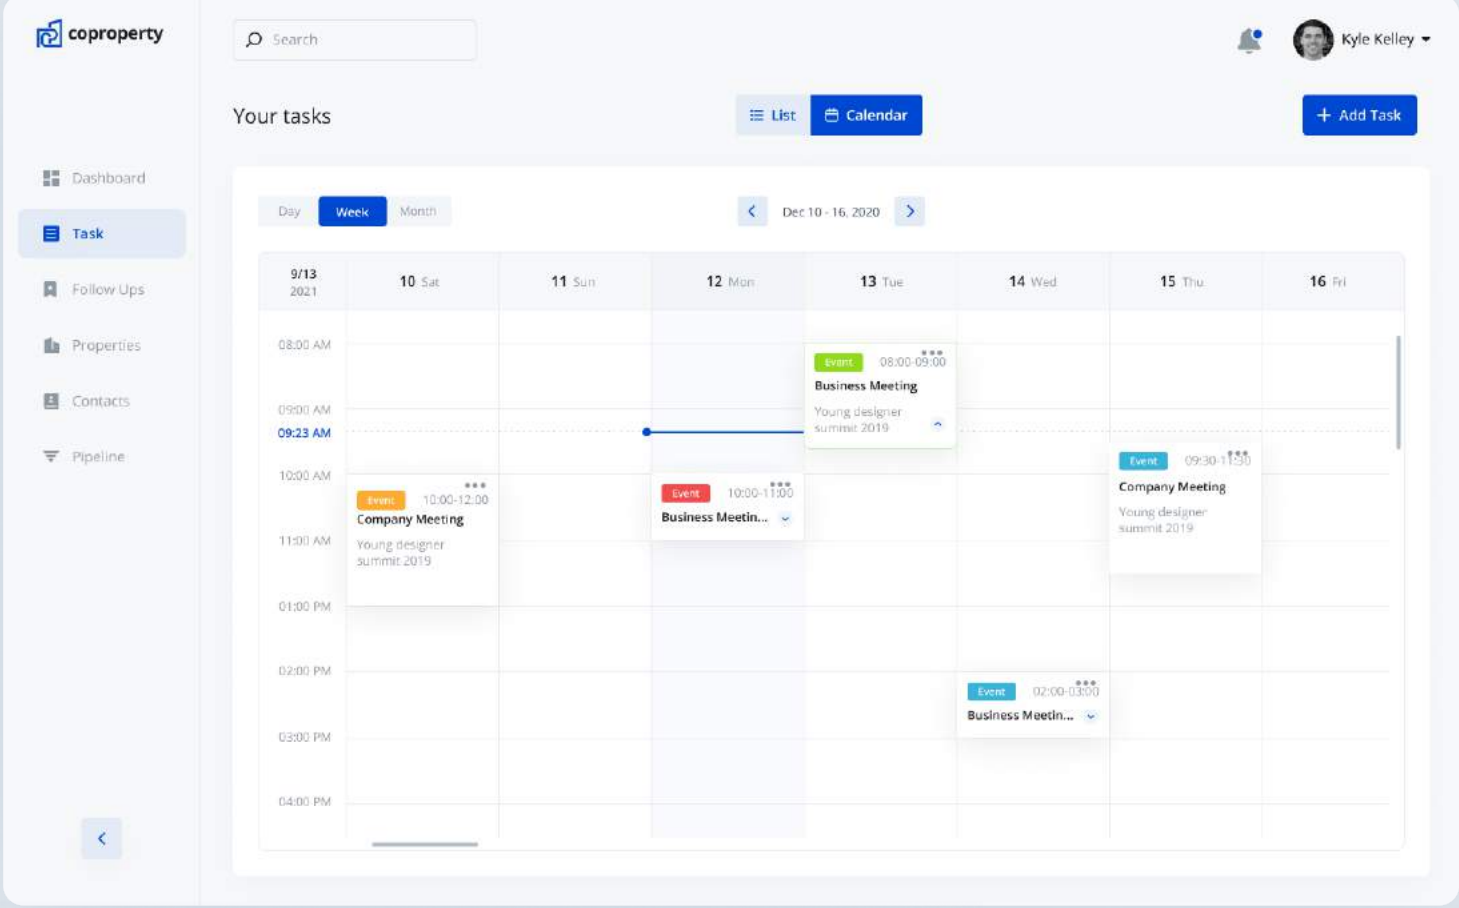 coproperty
Search
Kyle Kelley
Your tasks
List
Calendar
+ Add Task
Dashboard
Task
Follow Ups
Properties
Contacts
Pipeline
Day
Week
Month
Dec 10 - 16, 2020
9/13
2021
10 Sat
11 Sun
12 Mon
13 Tue
14 Wed
15 Thu
16 Fri
08:00 AM
Event 08:00-09:00
Business Meeting
Young designer
summit 2019
09:00 AM
09:23 AM
Event 09:30-11:30
Company Meeting
Young designer
summit 2019
10:00 AM
Event 10:00-12:00
Company Meeting
Young designer
summit 2019
Event 10:00-11:00
Business Meetin...
11:00 AM
01:00 PM
02:00 PM
Event 02:00-03:00
Business Meetin...
03:00 PM
04:00 PM